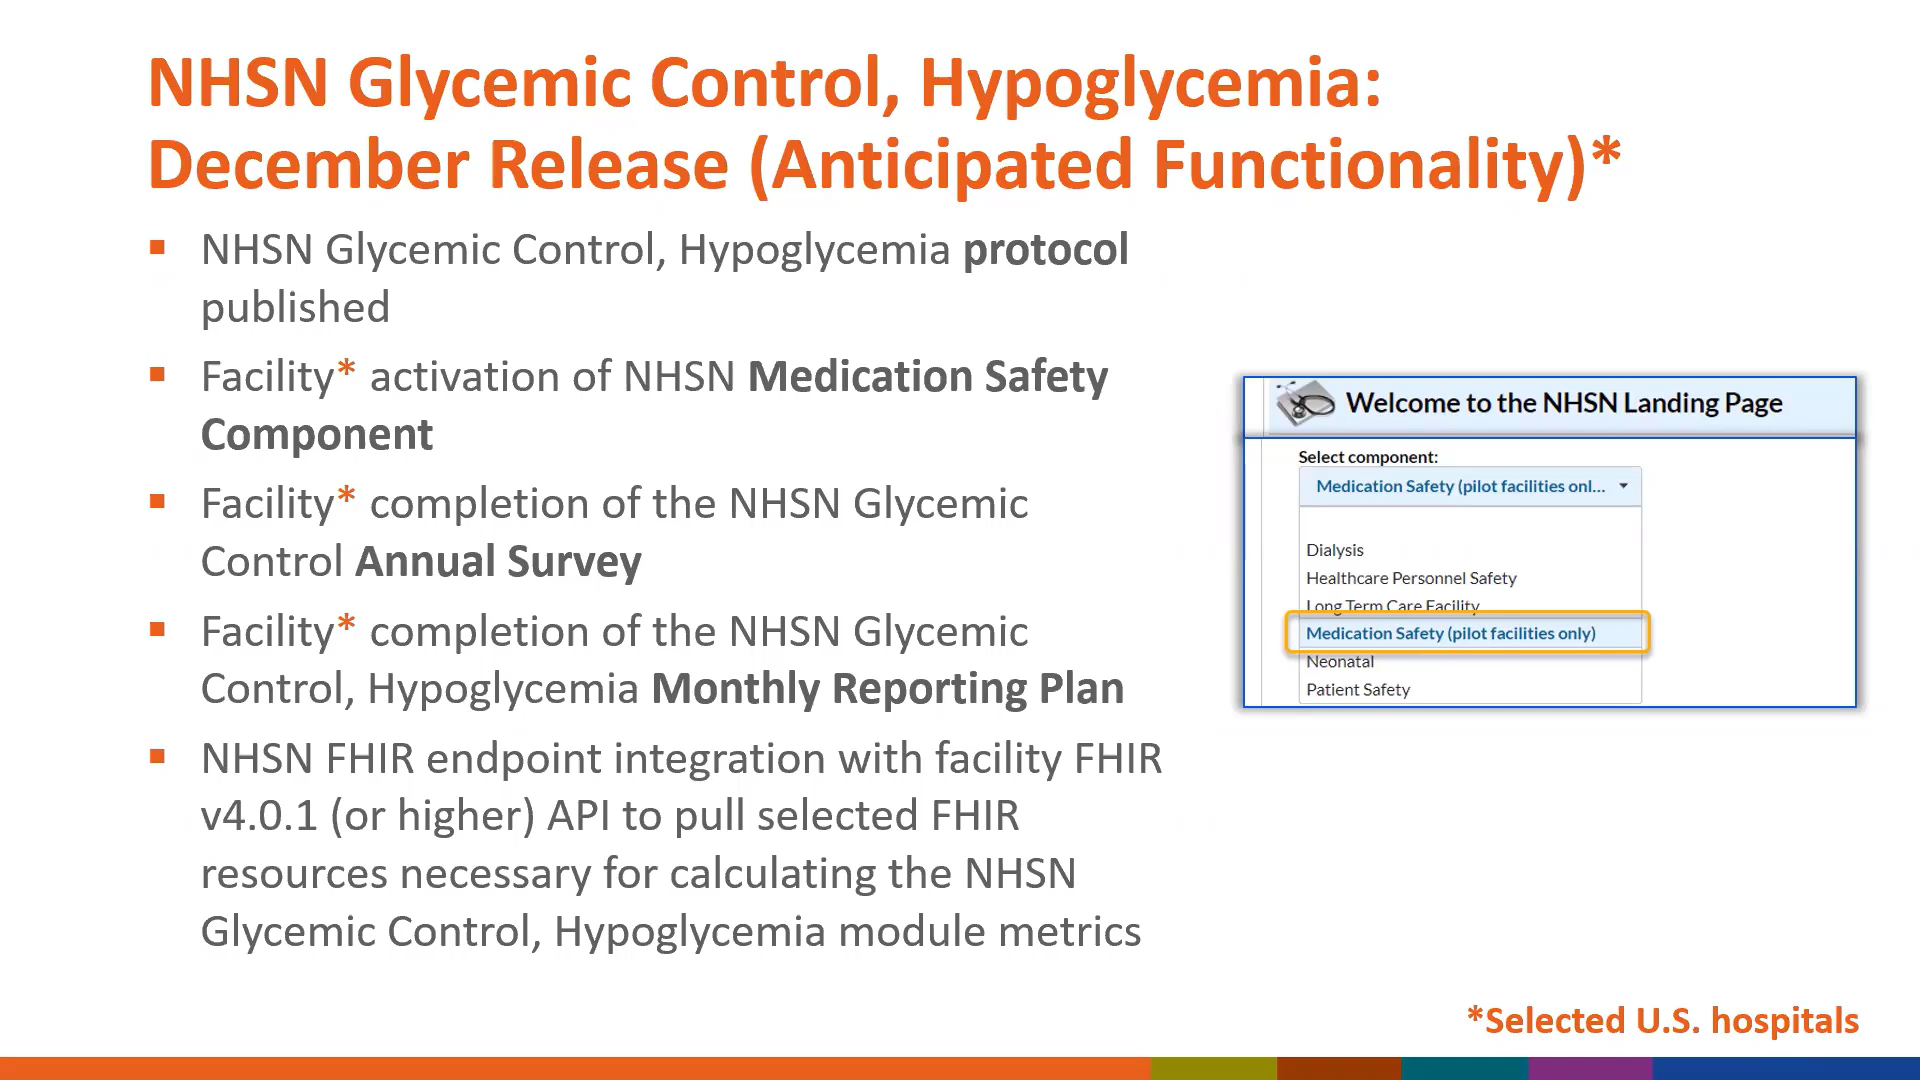 NHSN Glycemic Control, Hypoglycemia:
December Release (Anticipated Functionality)*
▪ NHSN Glycemic Control, Hypoglycemia protocol
published
▪ Facility* activation of NHSN Medication Safety
Component
▪ Facility* completion of the NHSN Glycemic
Control Annual Survey
▪ Facility* completion of the NHSN Glycemic
Control, Hypoglycemia Monthly Reporting Plan
▪ NHSN FHIR endpoint integration with facility FHIR
v4.0.1 (or higher) API to pull selected FHIR
resources necessary for calculating the NHSN
Glycemic Control, Hypoglycemia module metrics
Welcome to the NHSN Landing Page
Select component:
Medication Safety (pilot facilities onl...
Dialysis
Healthcare Personnel Safety
Long Term Care Facility
Medication Safety (pilot facilities only)
Neonatal
Patient Safety
*Selected U.S. hospitals